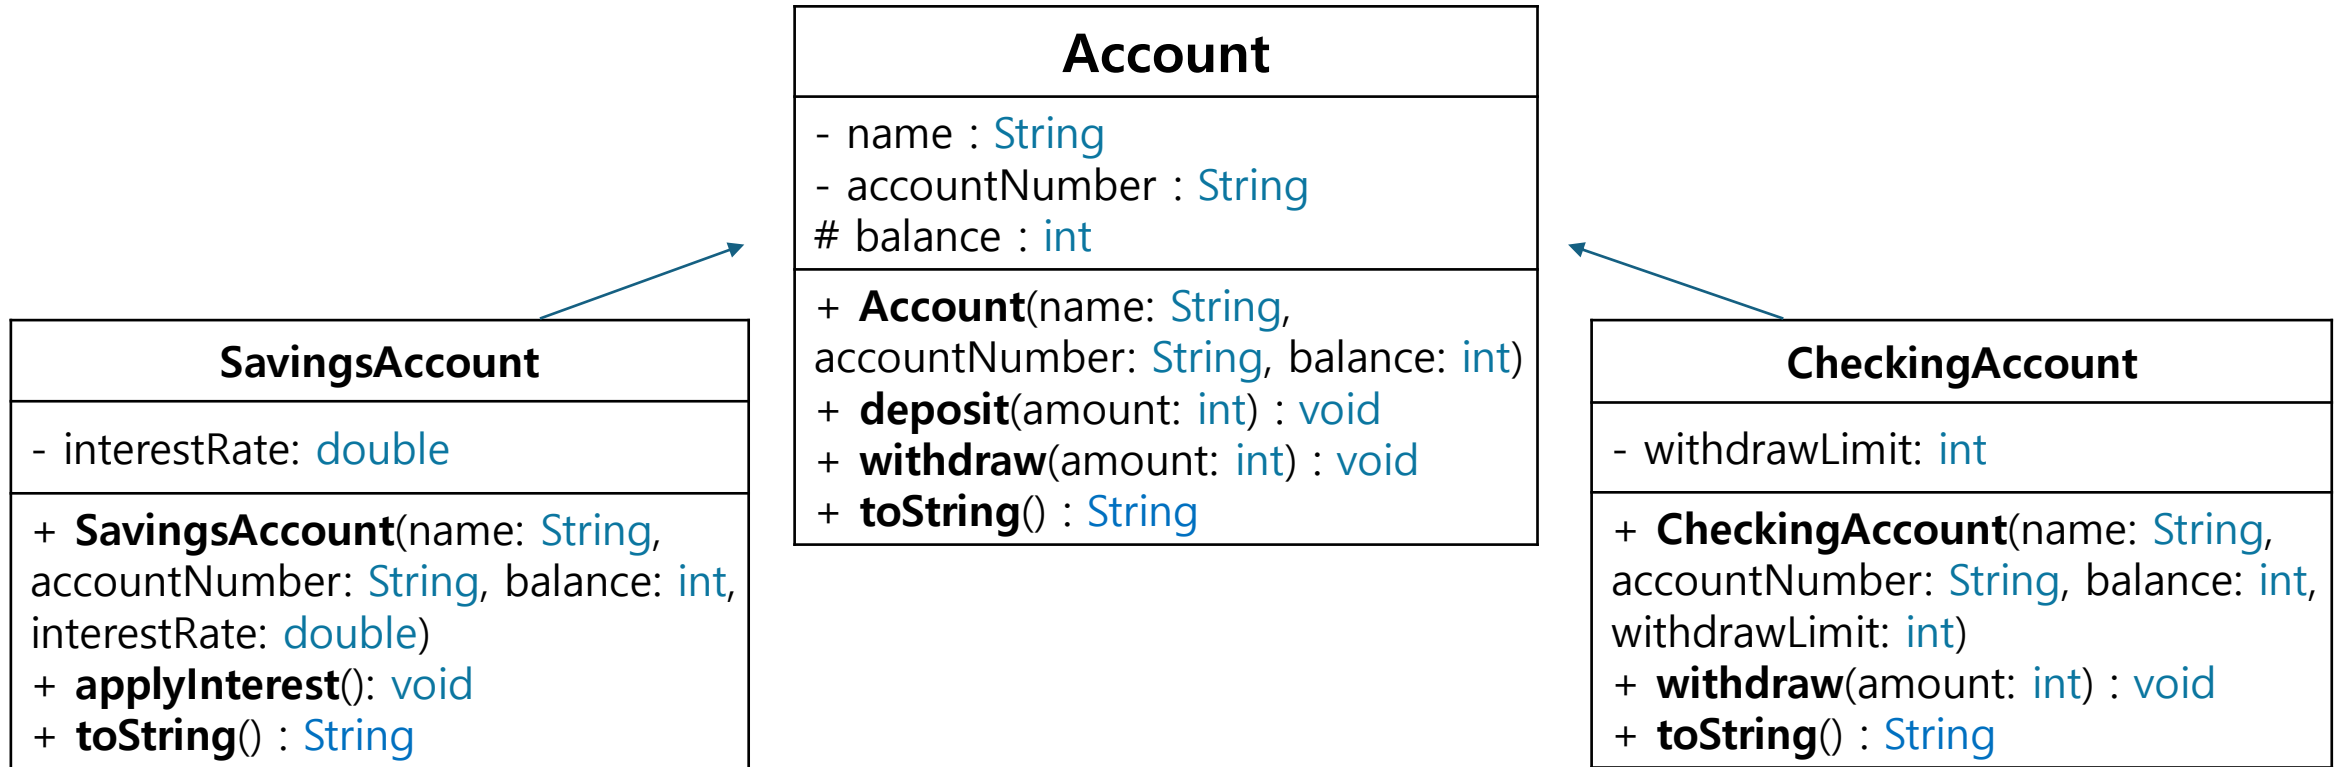 Account
- name : String
- accountNumber : String
# balance : int
+ Account(name: String,
accountNumber: String, balance: int)
+ deposit(amount: int) : void
+ withdraw(amount: int) : void
+ toString() : String
SavingsAccount
- interestRate: double
+ SavingsAccount(name: String,
accountNumber: String, balance: int,
interestRate: double)
+ applyInterest(): void
+ toString() : String
CheckingAccount
- withdrawLimit: int
+ CheckingAccount(name: String,
accountNumber: String, balance: int,
withdrawLimit: int)
+ withdraw(amount: int) : void
+ toString() : String